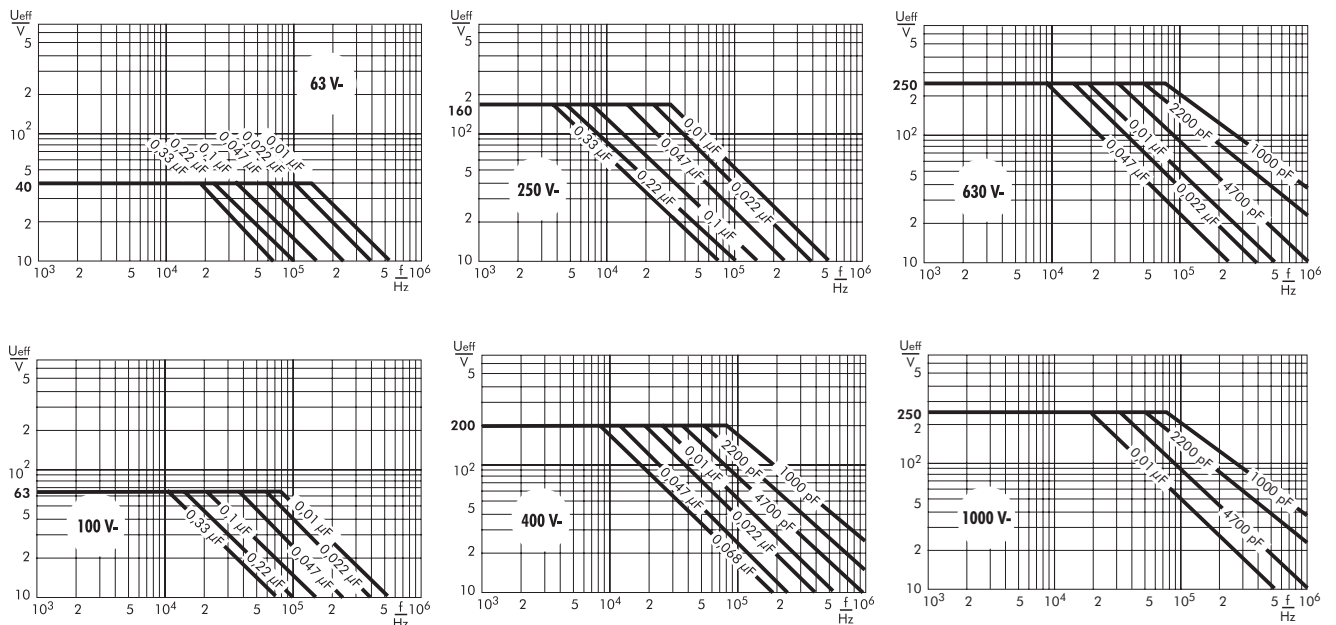 Ueff
V
5
2
10²
5
40
2
10
63 V-
0,33 µF
0,22 µF
0,1 µF
0,047 µF
0,022 µF
0,01 µF
10³ 2 5 10⁴ 2 5 10⁵ 2 5 f/Hz 10⁶
Ueff
V
5
2
160
10²
5
2
10
250 V-
0,33 µF
0,22 µF
0,1 µF
0,047 µF
0,022 µF
0,01 µF
10³ 2 5 10⁴ 2 5 10⁵ 2 5 f/Hz 10⁶
Ueff
V
5
250
2
10²
5
2
10
630 V-
0,047 µF
0,022 µF
0,01 µF
4700 pF
2200 pF
1000 pF
10³ 2 5 10⁴ 2 5 10⁵ 2 5 f/Hz 10⁶
Ueff
V
5
2
10²
63
5
2
10
100 V-
0,33 µF
0,22 µF
0,1 µF
0,047 µF
0,022 µF
0,01 µF
10³ 2 5 10⁴ 2 5 10⁵ 2 5 f/Hz 10⁶
Ueff
V
5
200
10²
5
2
10
400 V-
0,068 µF
0,047 µF
0,022 µF
0,01 µF
4700 pF
2200 pF
1000 pF
10³ 2 5 10⁴ 2 5 10⁵ 2 5 f/Hz 10⁶
Ueff
V
5
250
2
10²
5
2
10
1000 V-
0,01 µF
4700 pF
2200 pF
1000 pF
10³ 2 5 10⁴ 2 5 10⁵ 2 5 f/Hz 10⁶